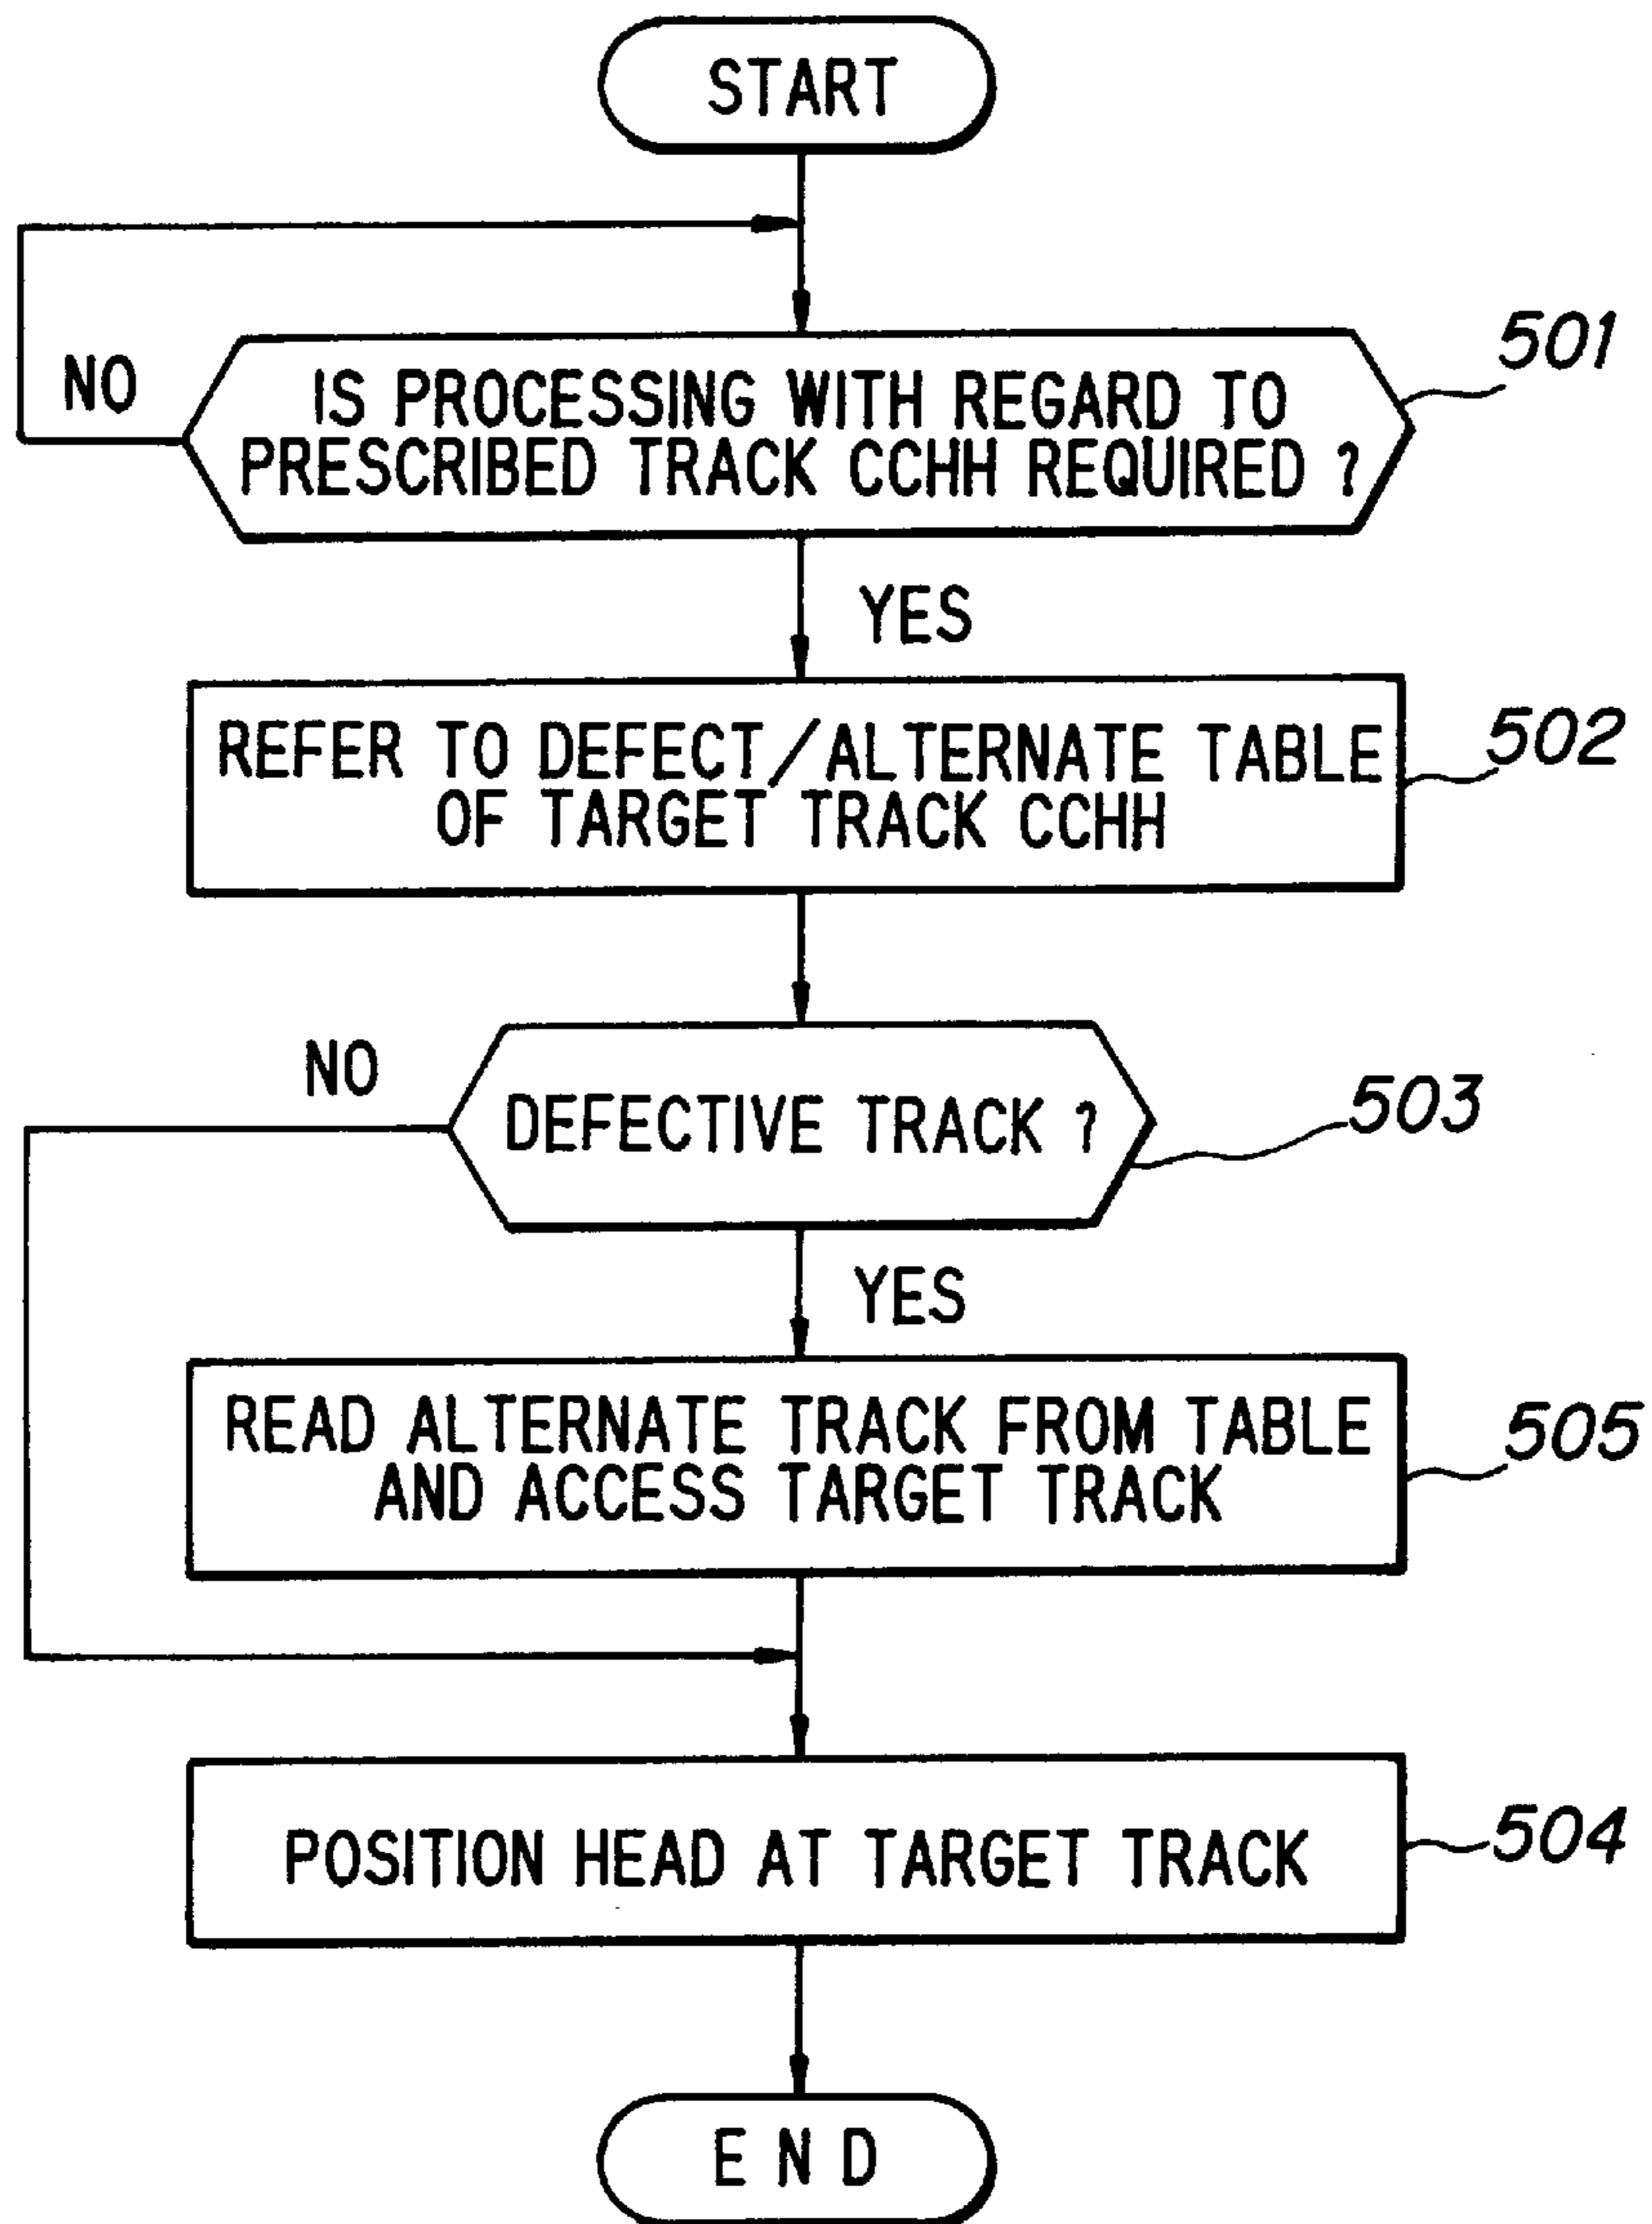 START
501
NO
IS PROCESSING WITH REGARD TO
PRESCRIBED TRACK CCHH REQUIRED ?
YES
502
REFER TO DEFECT/ALTERNATE TABLE
OF TARGET TRACK CCHH
NO
503
DEFECTIVE TRACK ?
YES
505
READ ALTERNATE TRACK FROM TABLE
AND ACCESS TARGET TRACK
504
POSITION HEAD AT TARGET TRACK
END